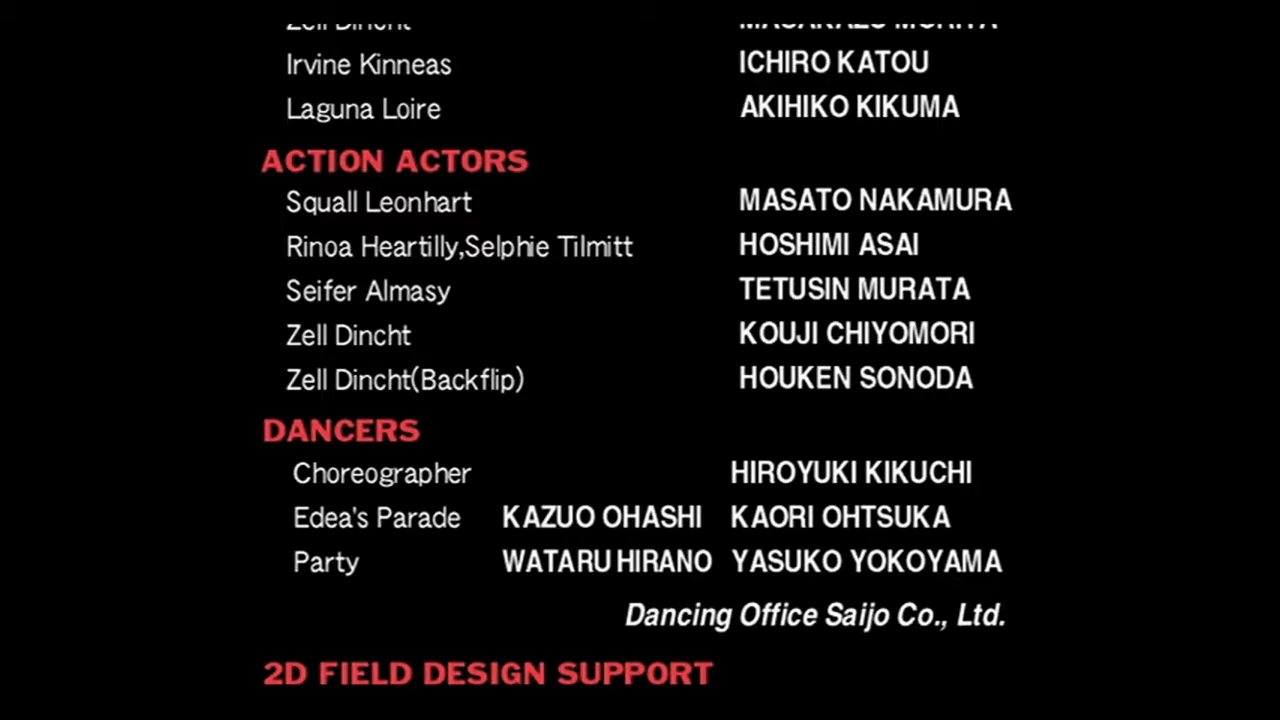 Zell Dincht
Irvine Kinneas ICHIRO KATOU
Laguna Loire AKIHIKO KIKUMA
ACTION ACTORS
Squall Leonhart MASATO NAKAMURA
Rinoa Heartilly,Selphie Tilmitt HOSHIMI ASAI
Seifer Almasy TETUSIN MURATA
Zell Dincht KOUJI CHIYOMORI
Zell Dincht(Backflip) HOUKEN SONODA
DANCERS
Choreographer HIROYUKI KIKUCHI
Edea's Parade KAZUO OHASHI KAORI OHTSUKA
Party WATARU HIRANO YASUKO YOKOYAMA
Dancing Office Saijo Co., Ltd.
2D FIELD DESIGN SUPPORT